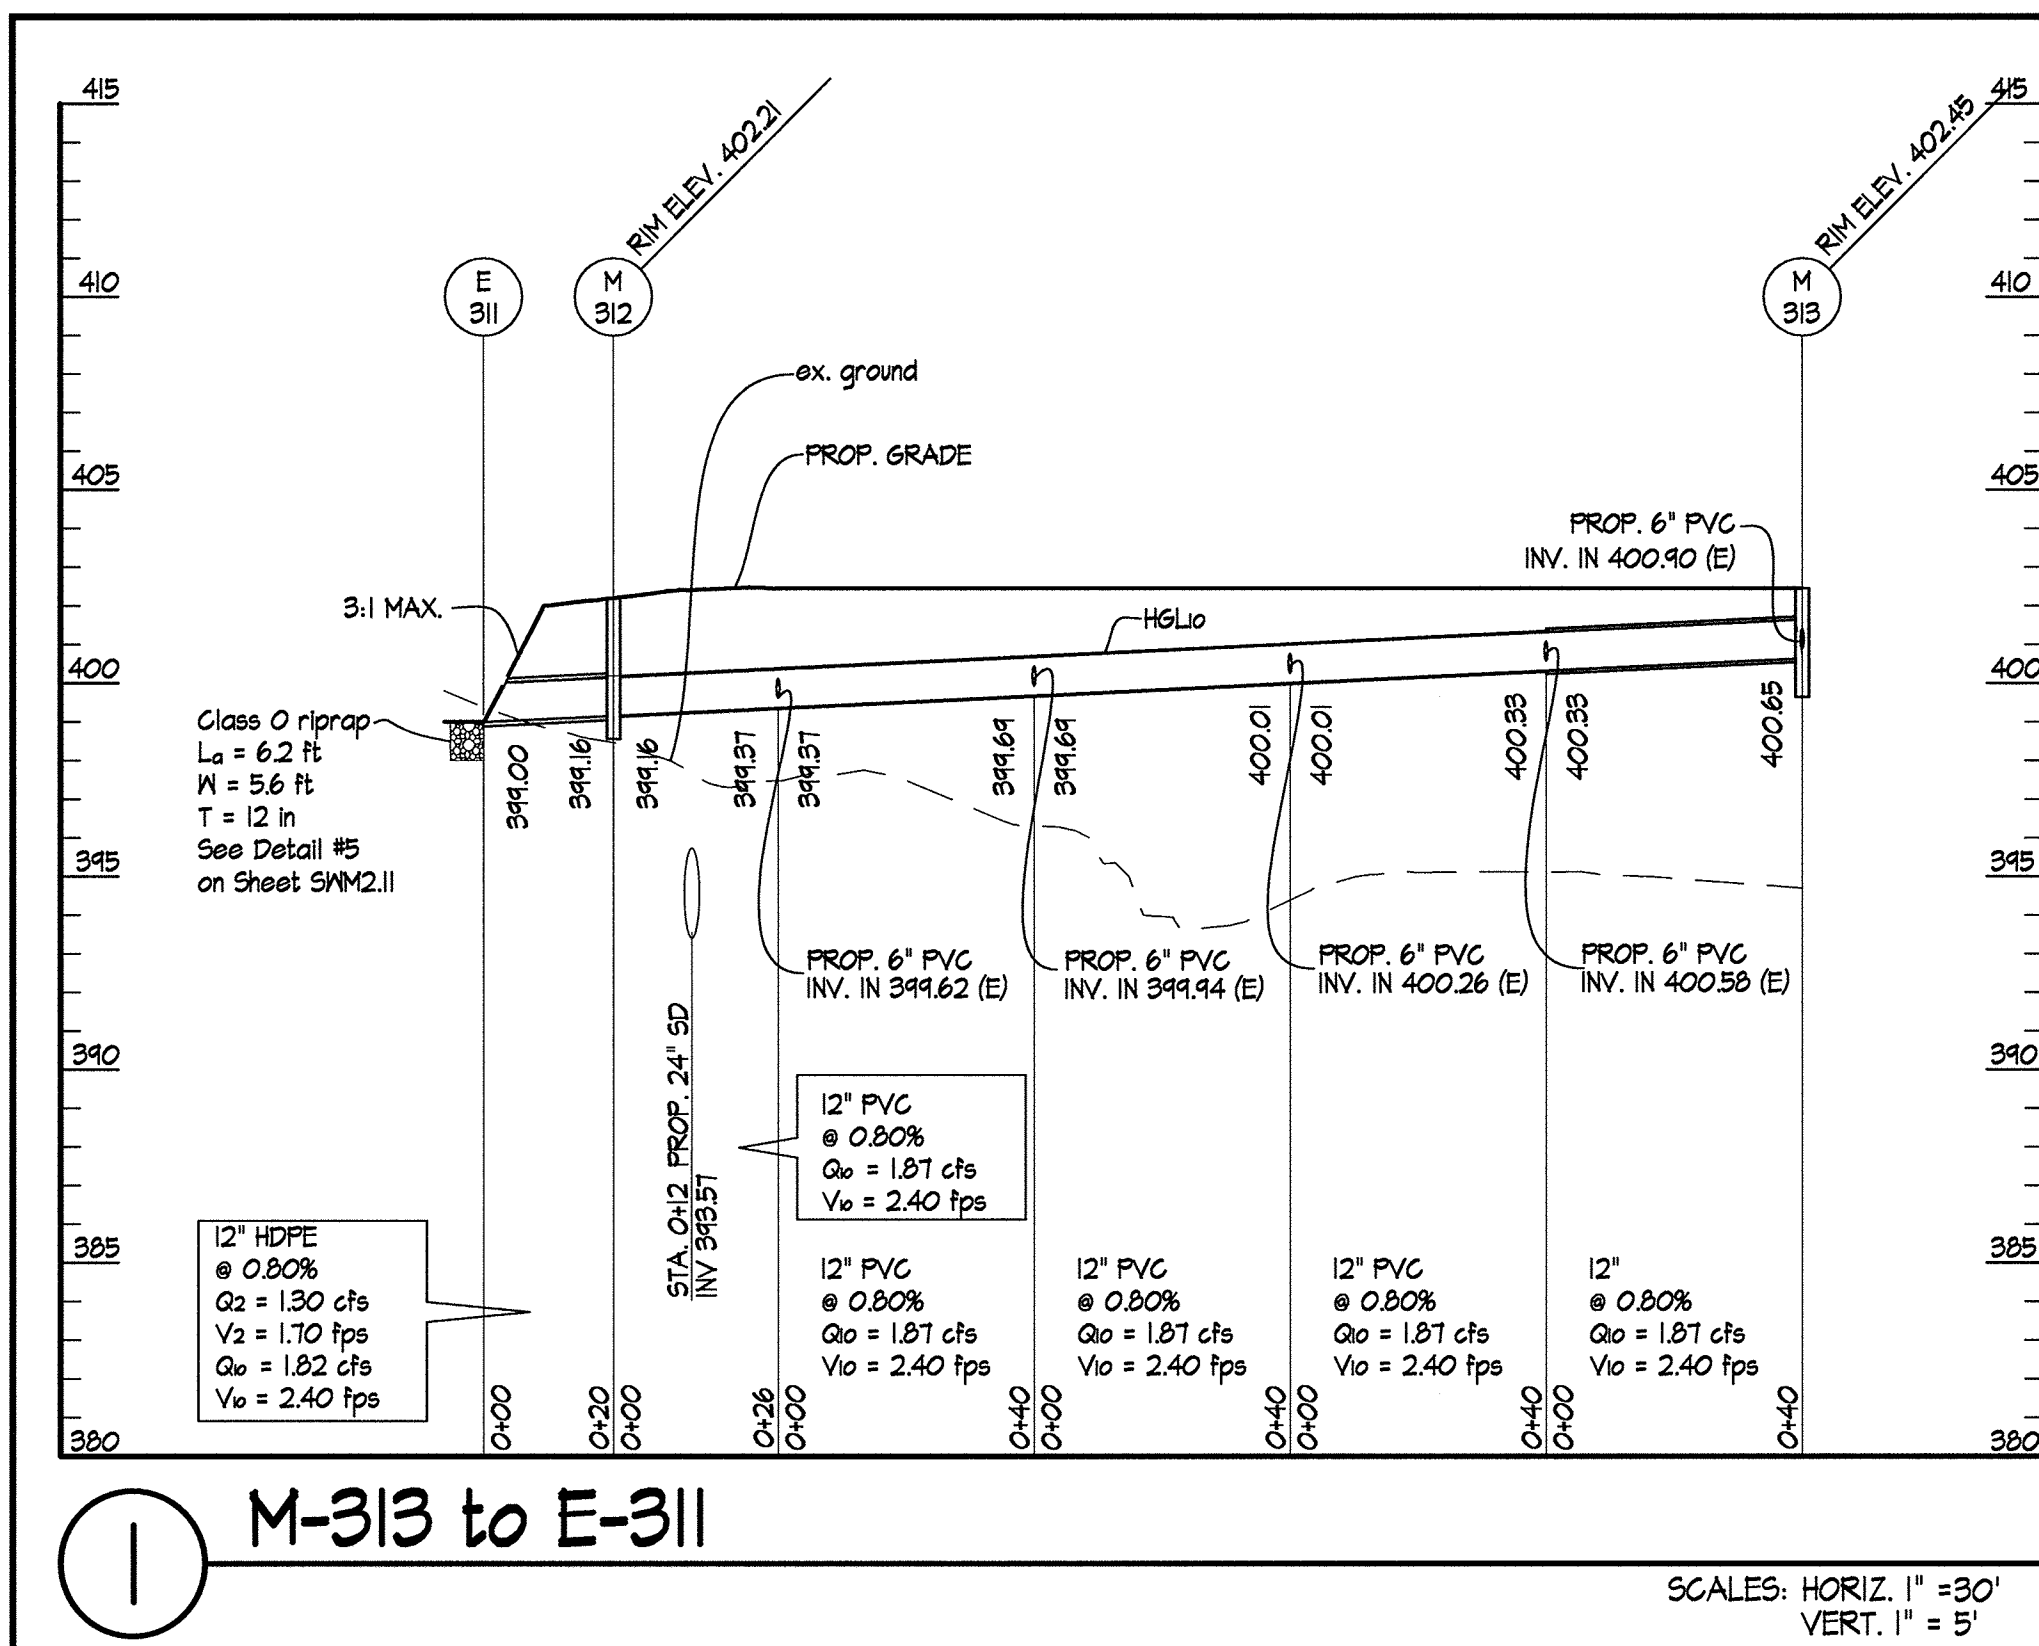 415
410
405
400
395
390
385
380
415
410
405
400
395
390
385
380
RIM ELEV. 402.21
RIM ELEV. 402.45
E
311
M
312
M
313
ex. ground
PROP. GRADE
PROP. 6" PVC
INV. IN 400.90 (E)
3:1 MAX.
HGL10
Class 0 riprap
La = 6.2 ft
W = 5.6 ft
T = 12 in
See Detail #5
on Sheet SWM2.11
399.00
399.16
399.16
399.37
399.37
399.69
399.69
400.01
400.01
400.33
400.33
400.65
PROP. 6" PVC
INV. IN 399.62 (E)
PROP. 6" PVC
INV. IN 399.94 (E)
PROP. 6" PVC
INV. IN 400.26 (E)
PROP. 6" PVC
INV. IN 400.58 (E)
STA. 0+12 PROP. 24" SD
INV 393.57
12" PVC
@ 0.80%
Q10 = 1.87 cfs
V10 = 2.40 fps
12" HDPE
@ 0.80%
Q2 = 1.30 cfs
V2 = 1.70 fps
Q10 = 1.82 cfs
V10 = 2.40 fps
12" PVC
@ 0.80%
Q10 = 1.87 cfs
V10 = 2.40 fps
12" PVC
@ 0.80%
Q10 = 1.87 cfs
V10 = 2.40 fps
12" PVC
@ 0.80%
Q10 = 1.87 cfs
V10 = 2.40 fps
12"
@ 0.80%
Q10 = 1.87 cfs
V10 = 2.40 fps
0+00
0+20
0+00
0+26
0+00
0+40
0+00
0+40
0+00
0+40
0+00
0+40
1
M-313 to E-311
SCALES: HORIZ. 1" =30'
VERT. 1" = 5'